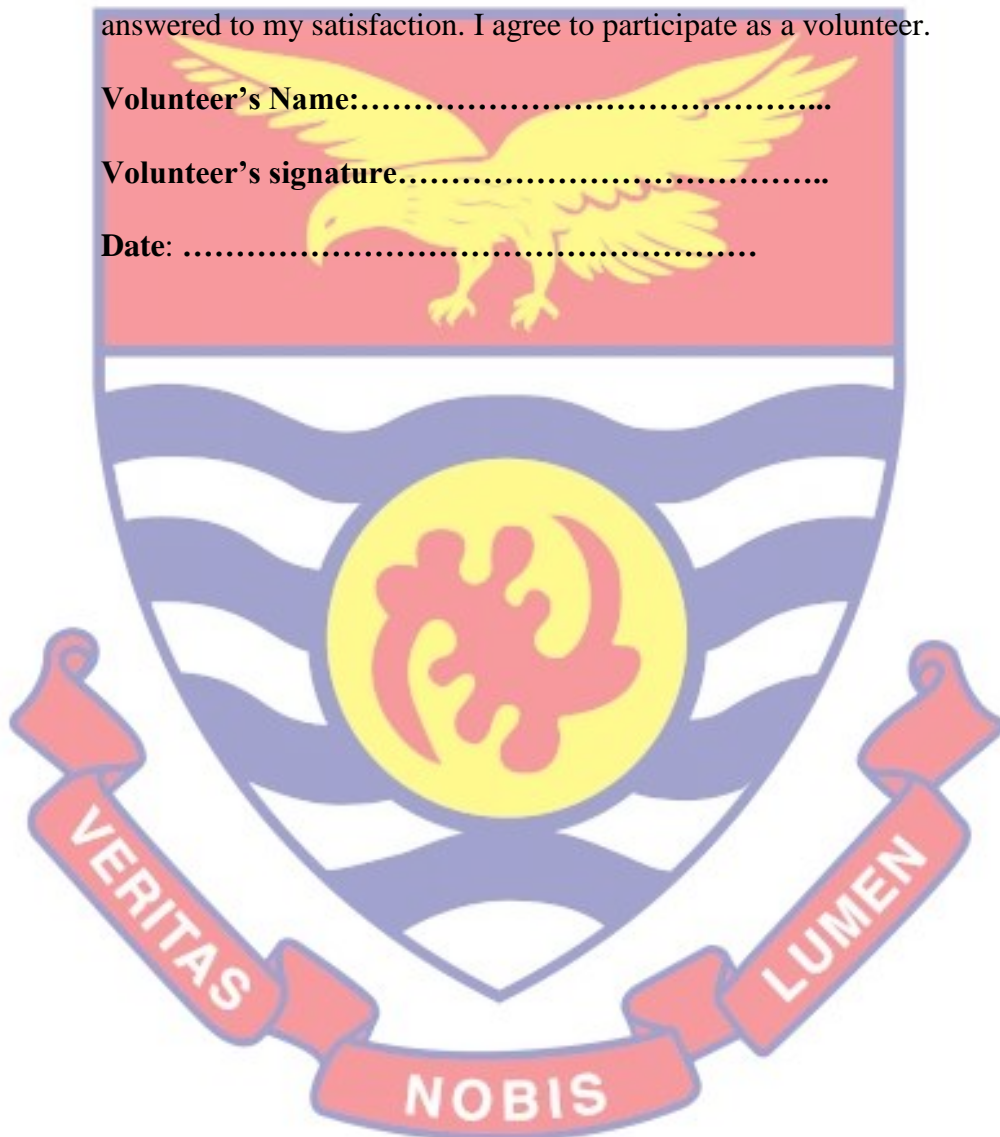 answered to my satisfaction. I agree to participate as a volunteer.
Volunteer’s Name:…………………………………….…...
Volunteer’s signature…………………………………..
Date: ………………………………………………
VERITAS
NOBIS
LUMEN